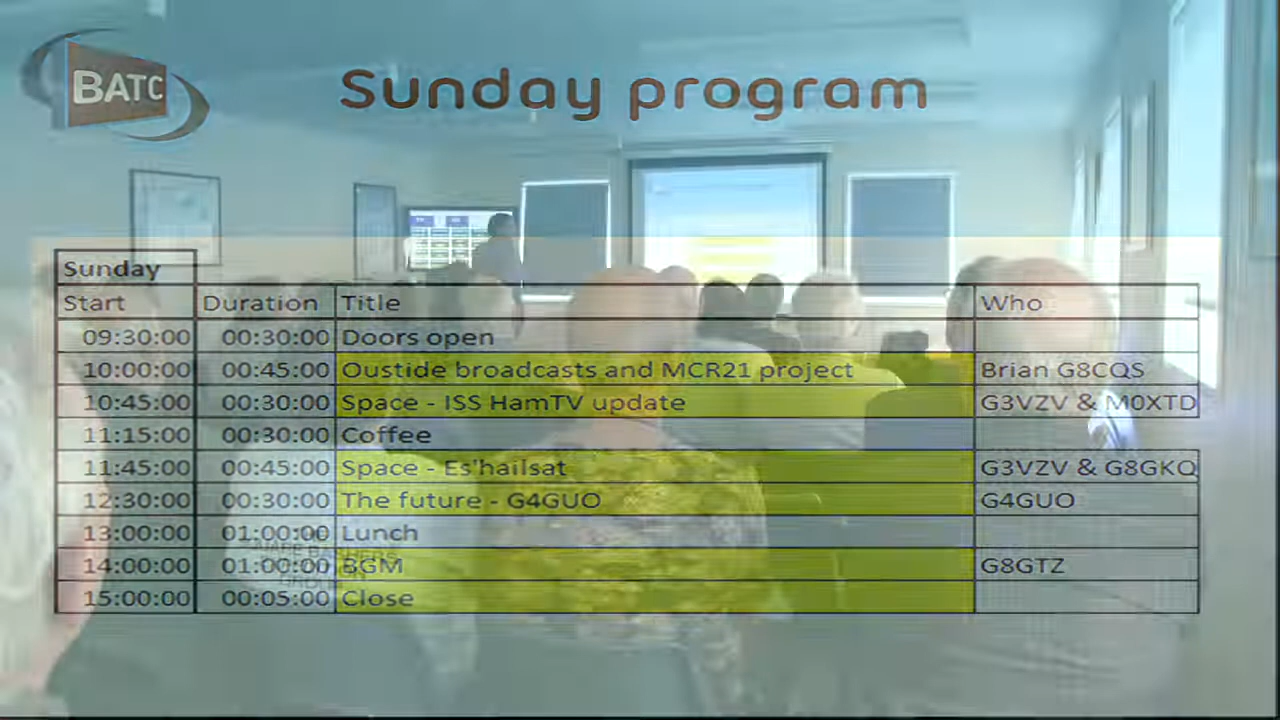 BATC
Sunday program
Sunday
Start Duration Title Who
09:30:00 00:30:00 Doors open
10:00:00 00:45:00 Oustide broadcasts and MCR21 project Brian G8CQS
10:45:00 00:30:00 Space - ISS HamTV update G3VZV & M0XTD
11:15:00 00:30:00 Coffee
11:45:00 00:45:00 Space - Es'hailsat G3VZV & G8GKQ
12:30:00 00:30:00 The future - G4GUO G4GUO
13:00:00 01:00:00 Lunch
14:00:00 01:00:00 BGM G8GTZ
15:00:00 00:05:00 Close